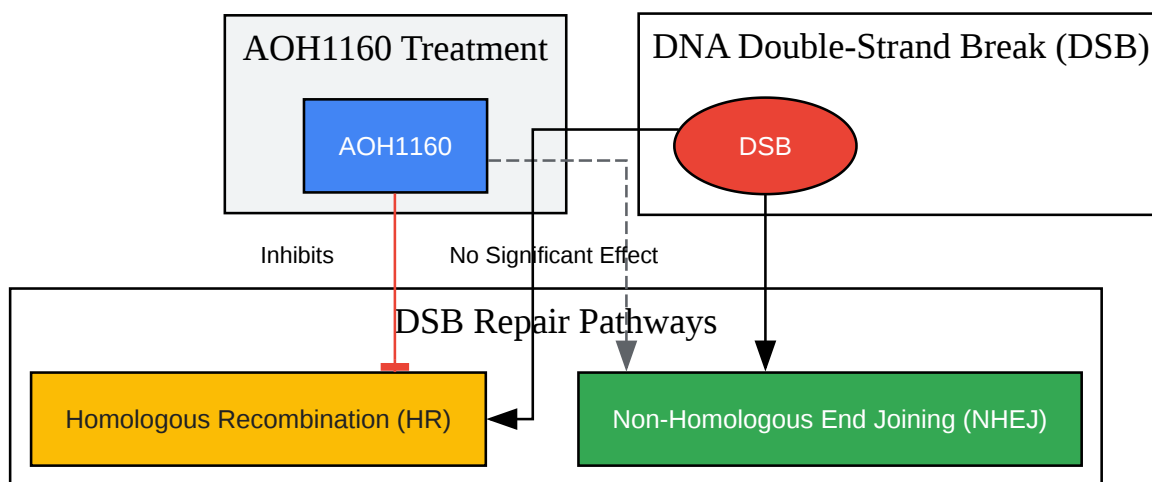 AOH1160 Treatment
DNA Double-Strand Break (DSB)
AOH1160
DSB
Inhibits
No Significant Effect
DSB Repair Pathways
Homologous Recombination (HR)
Non-Homologous End Joining (NHEJ)